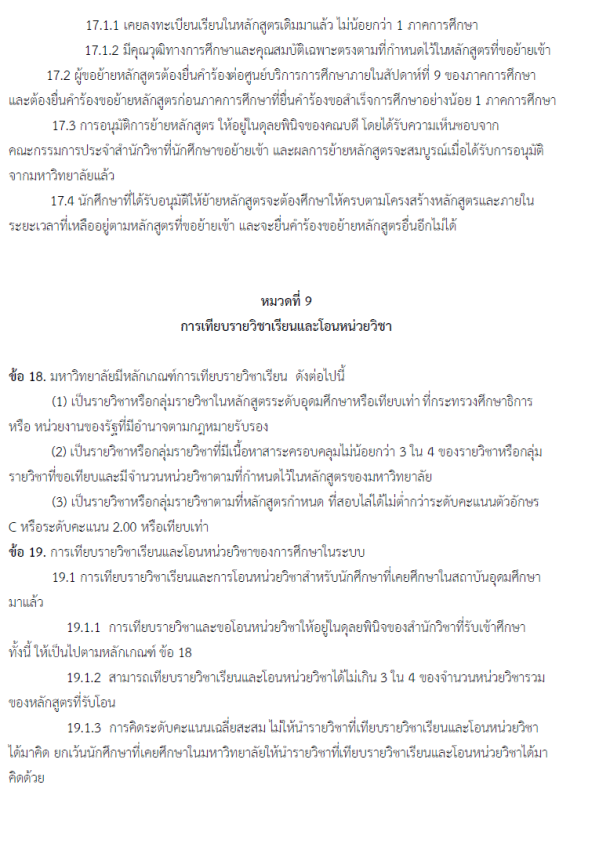 17.1.1 เคยลงทะเบียนเรียนในหลักสูตรเดิมมาแล้ว ไม่น้อยกว่า 1 ภาคการศึกษา
17.1.2 มีคุณวุฒิทางการศึกษาและคุณสมบัติเฉพาะตรงตามที่กำหนดไว้ในหลักสูตรที่ขอย้ายเข้า
17.2 ผู้ขอย้ายหลักสูตรต้องยื่นคำร้องต่อศูนย์บริการการศึกษาภายในสัปดาห์ที่ 9 ของภาคการศึกษา
และต้องยื่นคำร้องขอย้ายหลักสูตรก่อนภาคการศึกษาที่ยื่นคำร้องขอสำเร็จการศึกษาอย่างน้อย 1 ภาคการศึกษา
17.3 การอนุมัติการย้ายหลักสูตร ให้อยู่ในดุลยพินิจของคณบดี โดยได้รับความเห็นชอบจาก
คณะกรรมการประจำสำนักวิชาที่นักศึกษาขอย้ายเข้า และผลการย้ายหลักสูตรจะสมบูรณ์เมื่อได้รับการอนุมัติ
จากมหาวิทยาลัยแล้ว
17.4 นักศึกษาที่ได้รับอนุมัติให้ย้ายหลักสูตรจะต้องศึกษาให้ครบตามโครงสร้างหลักสูตรและภายใน
ระยะเวลาที่เหลืออยู่ตามหลักสูตรที่ขอย้ายเข้า และจะยื่นคำร้องขอย้ายหลักสูตรอื่นอีกไม่ได้
หมวดที่ 9
การเทียบรายวิชาเรียนและโอนหน่วยวิชา
ข้อ 18. มหาวิทยาลัยมีหลักเกณฑ์การเทียบรายวิชาเรียน ดังต่อไปนี้
(1) เป็นรายวิชาหรือกลุ่มรายวิชาในหลักสูตรระดับอุดมศึกษาหรือเทียบเท่า ที่กระทรวงศึกษาธิการ
หรือ หน่วยงานของรัฐที่มีอำนาจตามกฎหมายรับรอง
(2) เป็นรายวิชาหรือกลุ่มรายวิชาที่มีเนื้อหาสาระครอบคลุมไม่น้อยกว่า 3 ใน 4 ของรายวิชาหรือกลุ่ม
รายวิชาที่ขอเทียบและมีจำนวนหน่วยวิชาตามที่กำหนดไว้ในหลักสูตรของมหาวิทยาลัย
(3) เป็นรายวิชาหรือกลุ่มรายวิชาตามที่หลักสูตรกำหนด ที่สอบไล่ได้ไม่ต่ำกว่าระดับคะแนนตัวอักษร
C หรือระดับคะแนน 2.00 หรือเทียบเท่า
ข้อ 19. การเทียบรายวิชาเรียนและโอนหน่วยวิชาของการศึกษาในระบบ
19.1 การเทียบรายวิชาเรียนและการโอนหน่วยวิชาสำหรับนักศึกษาที่เคยศึกษาในสถาบันอุดมศึกษา
มาแล้ว
19.1.1 การเทียบรายวิชาและขอโอนหน่วยวิชาให้อยู่ในดุลยพินิจของสำนักวิชาที่รับเข้าศึกษา
ทั้งนี้ ให้เป็นไปตามหลักเกณฑ์ ข้อ 18
19.1.2 สามารถเทียบรายวิชาเรียนและโอนหน่วยวิชาได้ไม่เกิน 3 ใน 4 ของจำนวนหน่วยวิชารวม
ของหลักสูตรที่รับโอน
19.1.3 การคิดระดับคะแนนเฉลี่ยสะสม ไม่ให้นำรายวิชาที่เทียบรายวิชาเรียนและโอนหน่วยวิชา
ได้มาคิด ยกเว้นนักศึกษาที่เคยศึกษาในมหาวิทยาลัยให้นำรายวิชาที่เทียบรายวิชาเรียนและโอนหน่วยวิชาได้มา
คิดด้วย